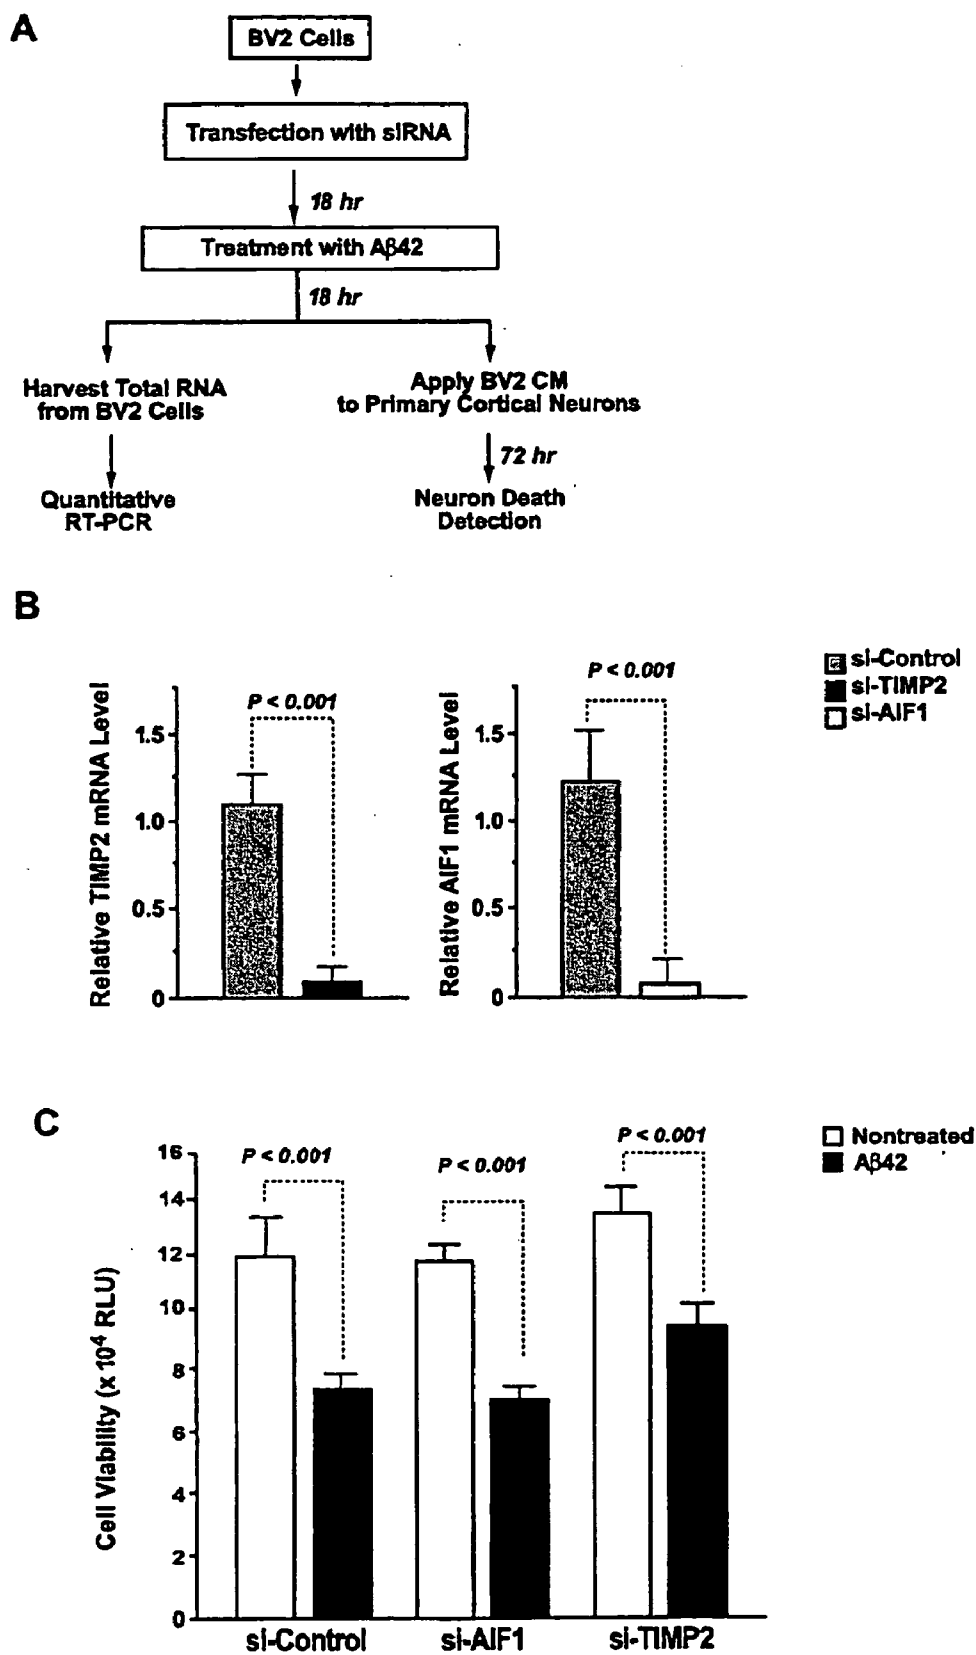 A
BV2 Cells
Transfection with siRNA
18 hr
Treatment with Aβ42
18 hr
Harvest Total RNA
from BV2 Cells
Apply BV2 CM
to Primary Cortical Neurons
72 hr
Quantitative
RT-PCR
Neuron Death
Detection
B
Relative TIMP2 mRNA Level
1.5
1.0
0.5
0
P < 0.001
Relative AIF1 mRNA Level
1.5
1.0
0.5
0
P < 0.001
si-Control
si-TIMP2
si-AIF1
C
Cell Viability (x 10⁴ RLU)
16
14
12
10
8
6
4
2
0
P < 0.001
P < 0.001
P < 0.001
Nontreated
Aβ42
si-Control
si-AIF1
si-TIMP2